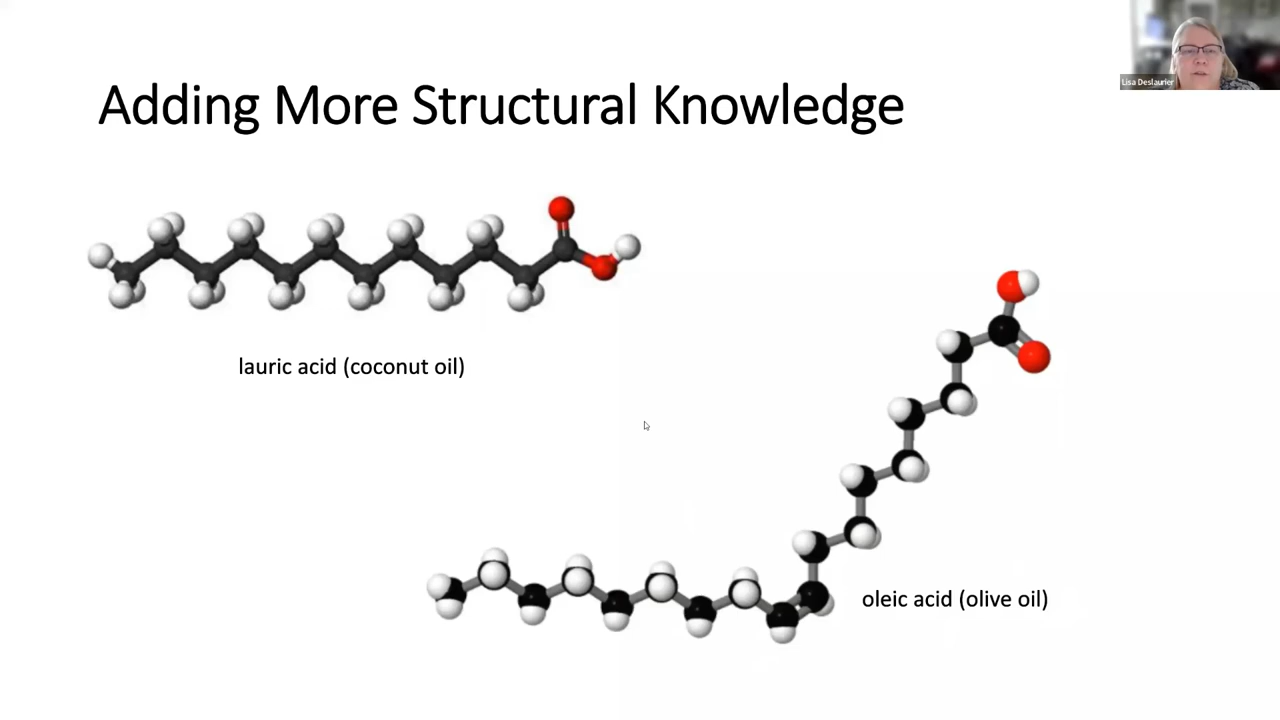 Lisa Deslaurier
Adding More Structural Knowledge
lauric acid (coconut oil)
oleic acid (olive oil)